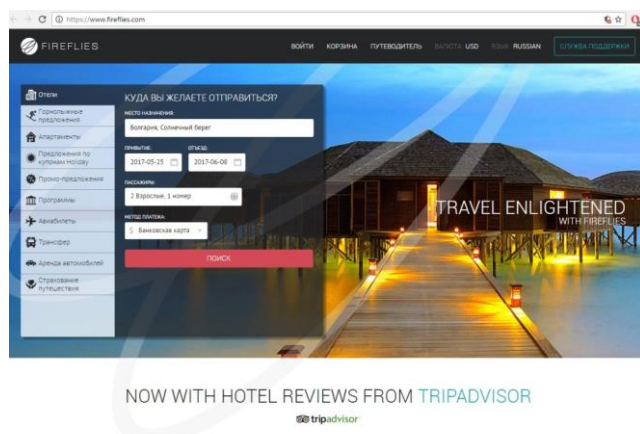 https://www.fireflies.com
FIREFLIES
ВОЙТИ КОРЗИНА ПУТЕВОДИТЕЛЬ ВАЛЮТА USD ЯЗЫК RUSSIAN СЛУЖБА ПОДДЕРЖКИ
Отели
Горнолыжные предложения
Апартаменты
Предложения по купонам Holiday
Промо-предложения
Программы
Авиабилеты
Трансфер
Аренда автомобилей
Страхование путешествия
КУДА ВЫ ЖЕЛАЕТЕ ОТПРАВИТЬСЯ?
МЕСТО НАЗНАЧЕНИЯ:
Болгария, Солнечный берег
ПРИБЫТИЕ: ОТЪЕЗД:
2017-05-25 2017-06-08
ПАССАЖИРЫ:
2 Взрослые, 1 номер
МЕТОД ПЛАТЕЖА:
$ Банковская карта
ПОИСК
TRAVEL ENLIGHTENED
WITH FIREFLIES
NOW WITH HOTEL REVIEWS FROM TRIPADVISOR
tripadvisor